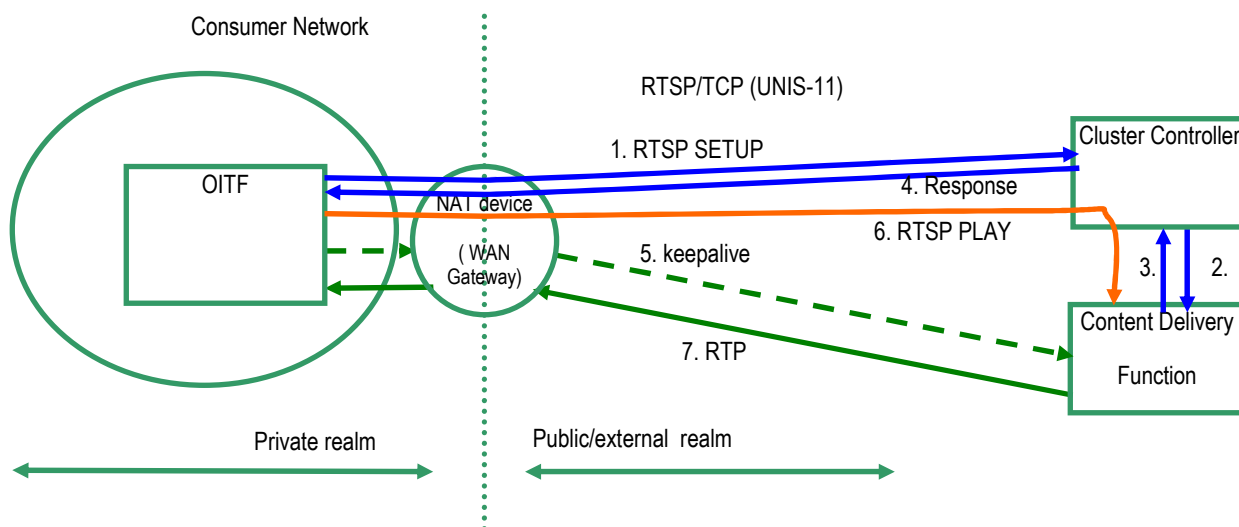 Consumer Network
RTSP/TCP (UNIS-11)
Cluster Controller
1. RTSP SETUP
OITF
4. Response
NAT device
6. RTSP PLAY
( WAN
Gateway)
5. keepalive
3.
2.
Content Delivery
Function
7. RTP
Private realm
Public/external realm